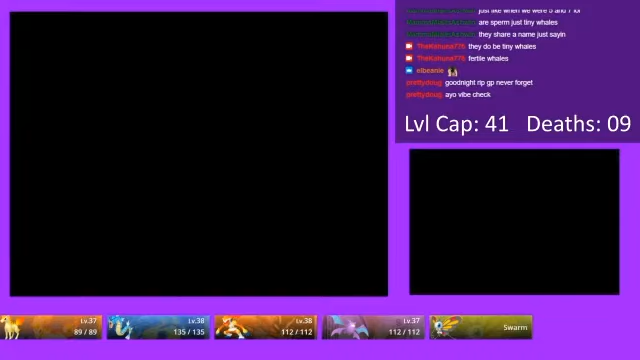 just like when we were 5 and 7 lol
are sperm just tiny whales
they share a name just sayin
TheKimuna776 they do be tiny whales
TheKimuna776 fertile whales
elbeanie
prettydoug goodnight rip gp never forget
prettydoug ayo vibe check
Lvl Cap: 41 Deaths: 09
Lv.37
89 / 89
Lv.38
135 / 135
Lv.38
112 / 112
Lv.37
112 / 112
Swarm